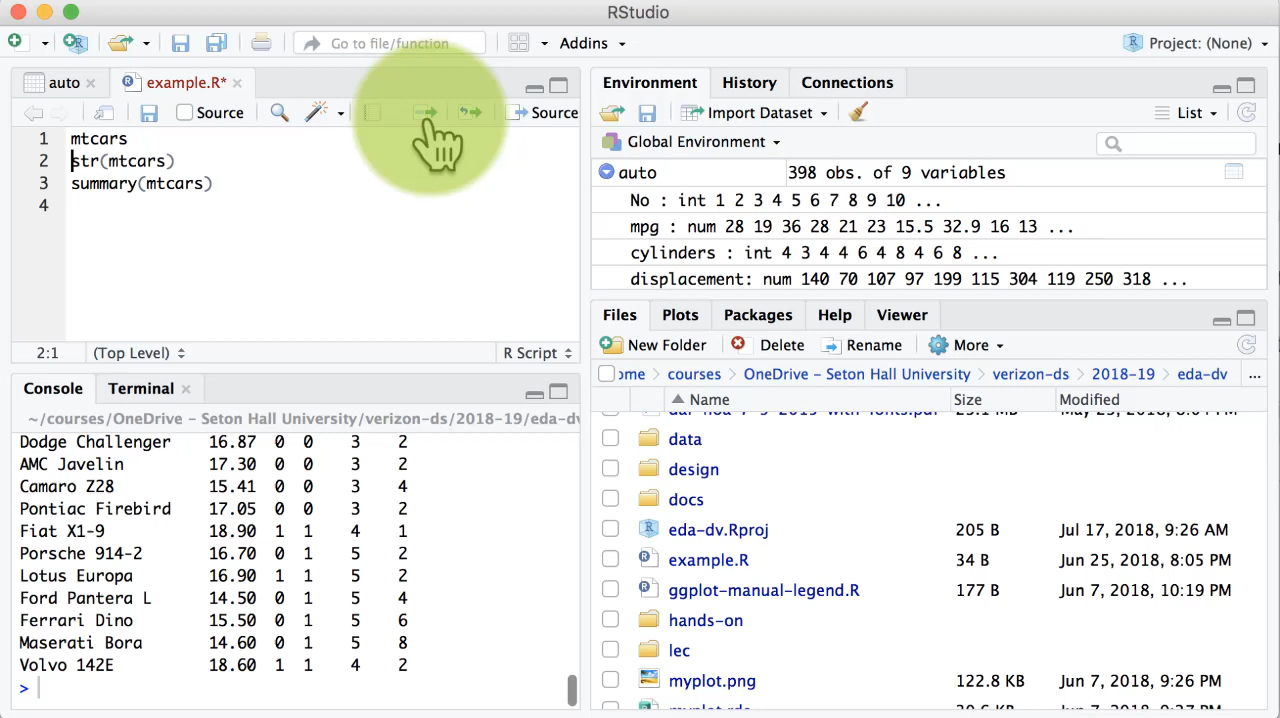 RStudio
Go to file/function
Addins
Project: (None)
auto
example.R*
Source
Source
1 mtcars
2 str(mtcars)
3 summary(mtcars)
4
2:1 (Top Level) R Script
Console Terminal
~/courses/OneDrive – Seton Hall University/verizon-ds/2018-19/eda-dv
Dodge Challenger 16.87 0 0 3 2
AMC Javelin 17.30 0 0 3 2
Camaro Z28 15.41 0 0 3 4
Pontiac Firebird 17.05 0 0 3 2
Fiat X1-9 18.90 1 1 4 1
Porsche 914-2 16.70 0 1 5 2
Lotus Europa 16.90 1 1 5 2
Ford Pantera L 14.50 0 1 5 4
Ferrari Dino 15.50 0 1 5 6
Maserati Bora 14.60 0 1 5 8
Volvo 142E 18.60 1 1 4 2
>
Environment History Connections
Import Dataset List
Global Environment
auto 398 obs. of 9 variables
No : int 1 2 3 4 5 6 7 8 9 10 ...
mpg : num 28 19 36 28 21 23 15.5 32.9 16 13 ...
cylinders : int 4 3 4 4 6 4 8 4 6 8 ...
displacement: num 140 70 107 97 199 115 304 119 250 318 ...
Files Plots Packages Help Viewer
New Folder Delete Rename More
ome courses OneDrive – Seton Hall University verizon-ds 2018-19 eda-dv ...
Name Size Modified
data
design
docs
eda-dv.Rproj 205 B Jul 17, 2018, 9:26 AM
example.R 34 B Jun 25, 2018, 8:05 PM
ggplot-manual-legend.R 177 B Jun 7, 2018, 10:19 PM
hands-on
lec
myplot.png 122.8 KB Jun 7, 2018, 9:26 PM